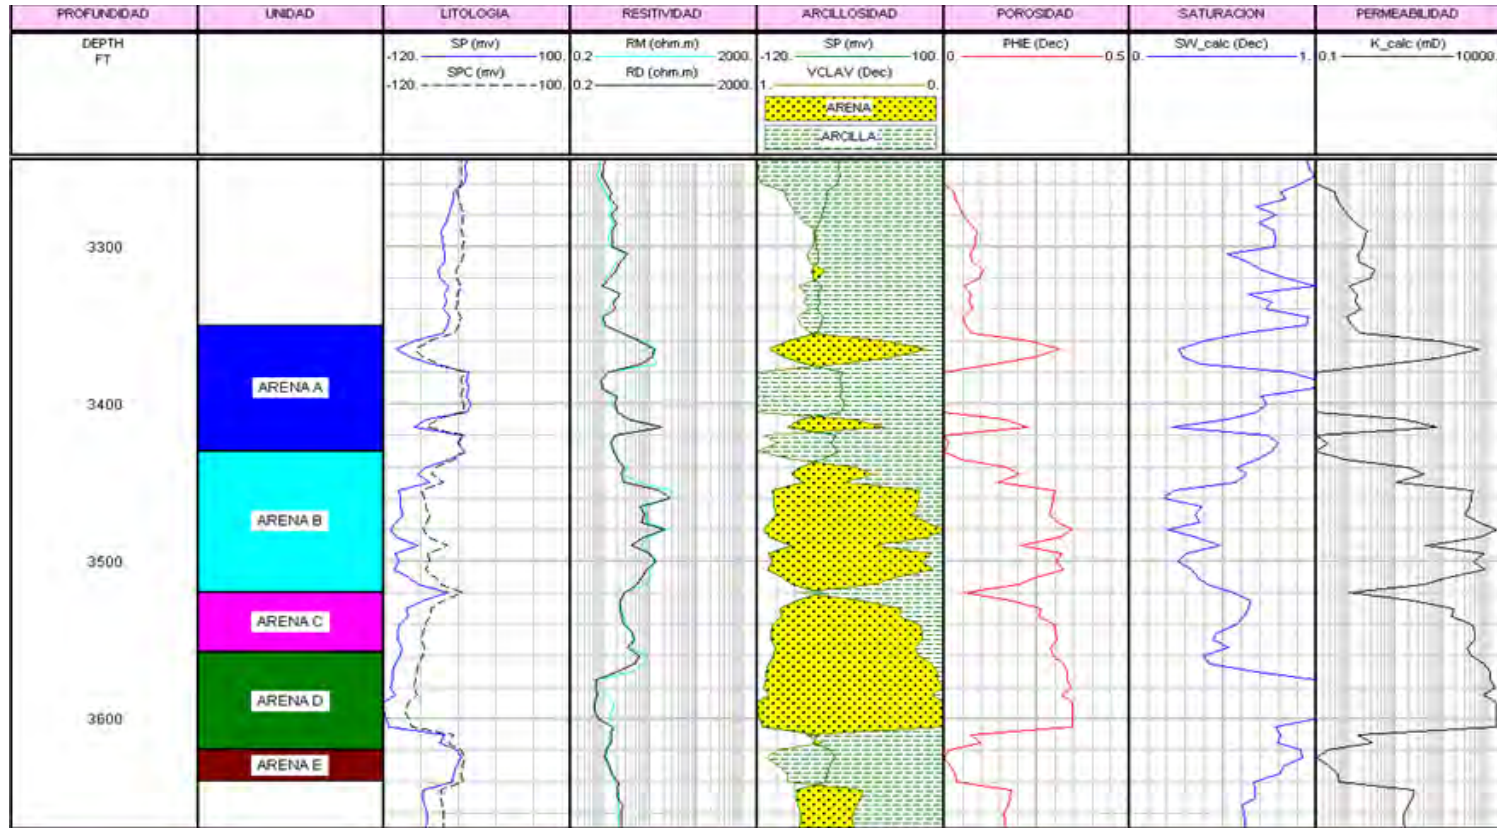 PROFUNDIDAD UNIDAD LITOLOGIA RESITIVIDAD ARCILLOSIDAD POROSIDAD SATURACION PERMEABILIDAD
DEPTH SP (mv) RM (ohm.m) SP (mv) PHIE (Dec) SW_calc (Dec) K_calc (mD)
FT -120. 100. 0.2 2000. -120. 100. 0. 0.5 0. 1. 0.1 10000.
SPC (mv) RD (ohm.m) VCLAV (Dec)
-120. 100. 0.2 2000. 1. 0.
ARENA
ARCILLA
3300
ARENA A
3400
ARENA B
3500
ARENA C
ARENA D
3600
ARENA E